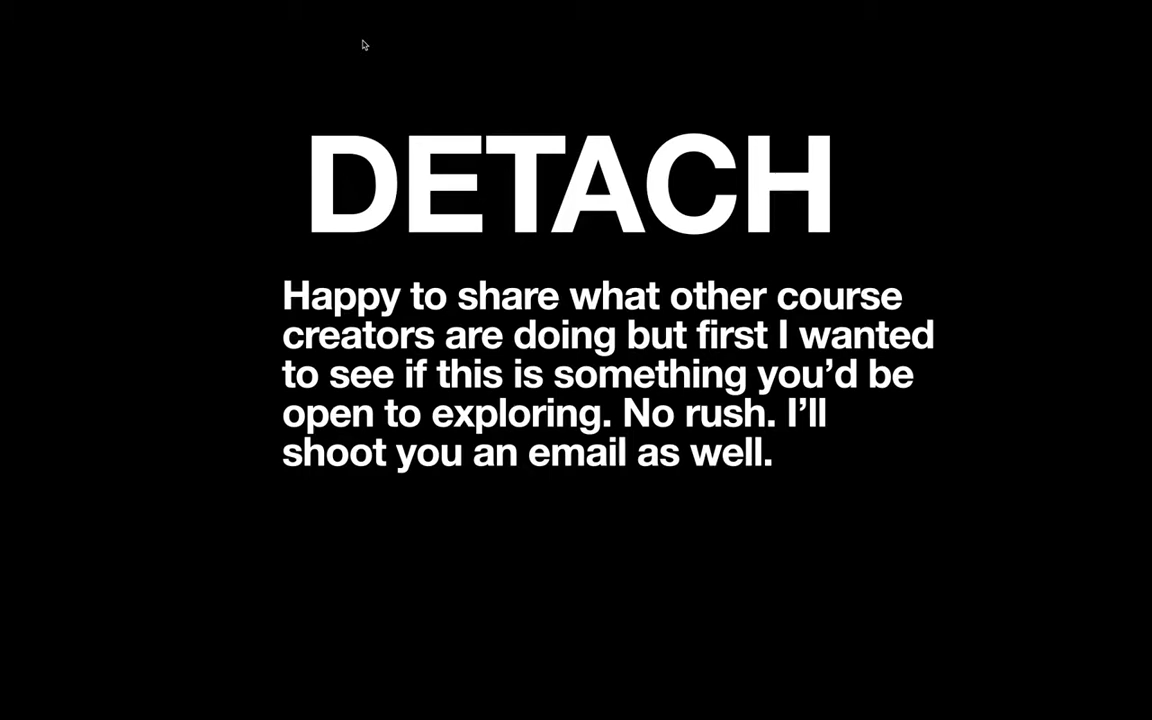 DETACH
Happy to share what other course
creators are doing but first I wanted
to see if this is something you’d be
open to exploring. No rush. I’ll
shoot you an email as well.